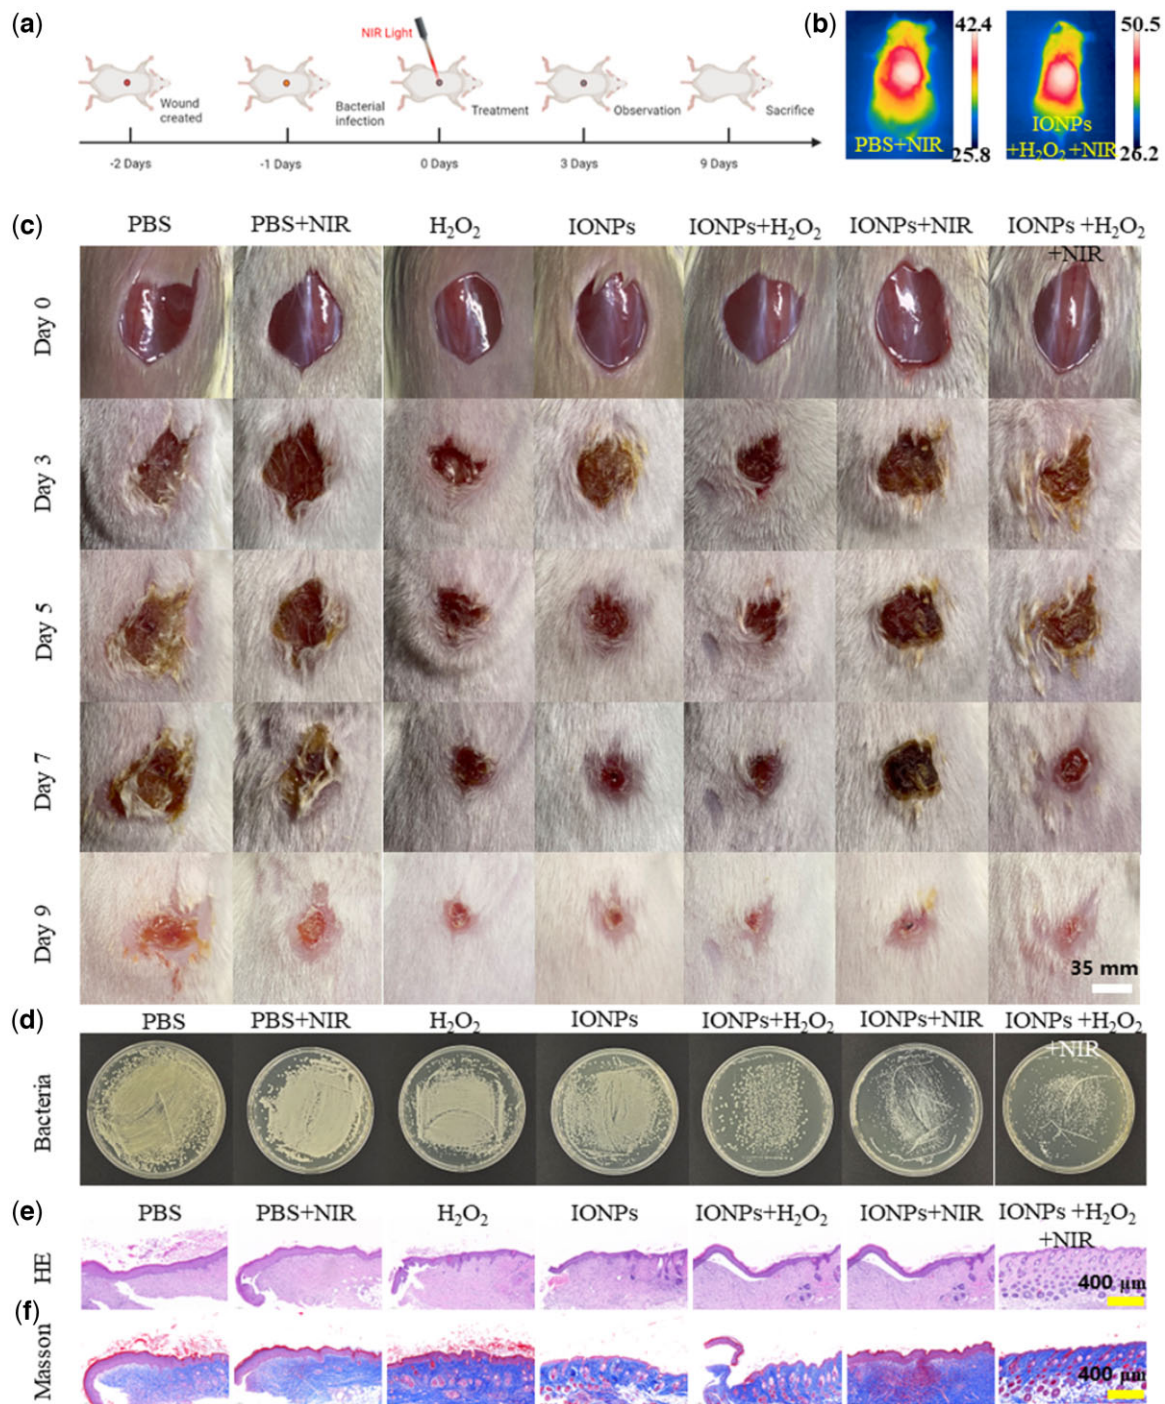 (a)
NIR Light
Wound
created
Bacterial
infection
Treatment
Observation
Sacrifice
-2 Days
-1 Days
0 Days
3 Days
9 Days
(b)
42.4
PBS+NIR
25.8
50.5
IONPs
+H₂O₂+NIR
26.2
(c)
PBS
PBS+NIR
H₂O₂
IONPs
IONPs+H₂O₂
IONPs+NIR
IONPs +H₂O₂
+NIR
Day 0
Day 3
Day 5
Day 7
Day 9
35 mm
(d)
PBS
PBS+NIR
H₂O₂
IONPs
IONPs+H₂O₂
IONPs+NIR
IONPs +H₂O₂
+NIR
Bacteria
(e)
PBS
PBS+NIR
H₂O₂
IONPs
IONPs+H₂O₂
IONPs+NIR
IONPs +H₂O₂
+NIR
HE
400 μm
(f)
Masson
400 μm